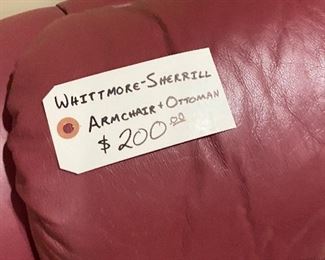 WHITTMORE-SHERRILL
ARMCHAIR + OTTOMAN
$200.00